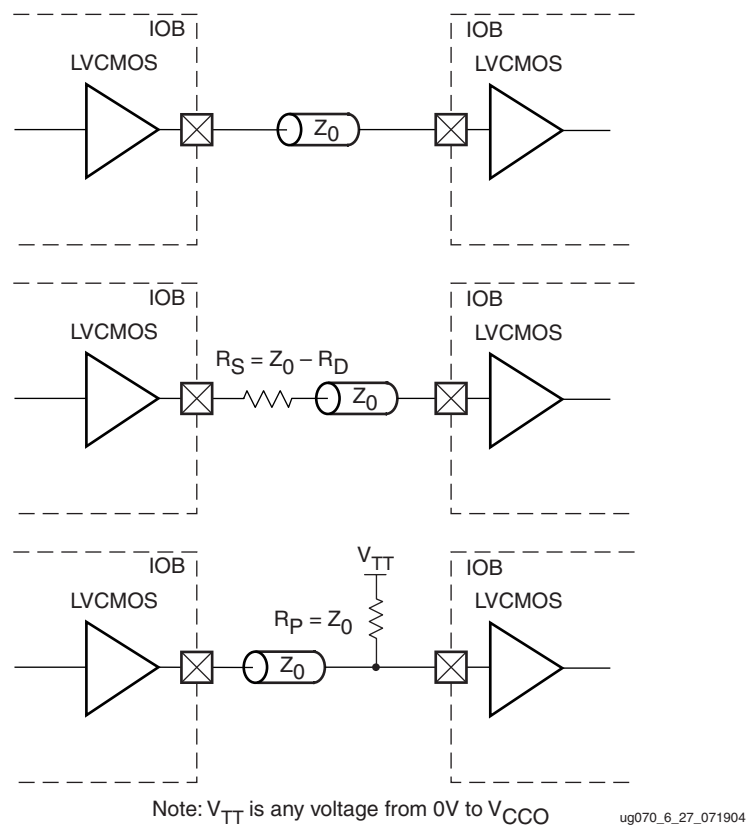 IOB
LVCMOS
Z0
IOB
LVCMOS
IOB
LVCMOS
RS = Z0 – RD
Z0
IOB
LVCMOS
IOB
LVCMOS
Z0
RP = Z0
VTT
IOB
LVCMOS
Note: VTT is any voltage from 0V to VCCO
ug070_6_27_071904